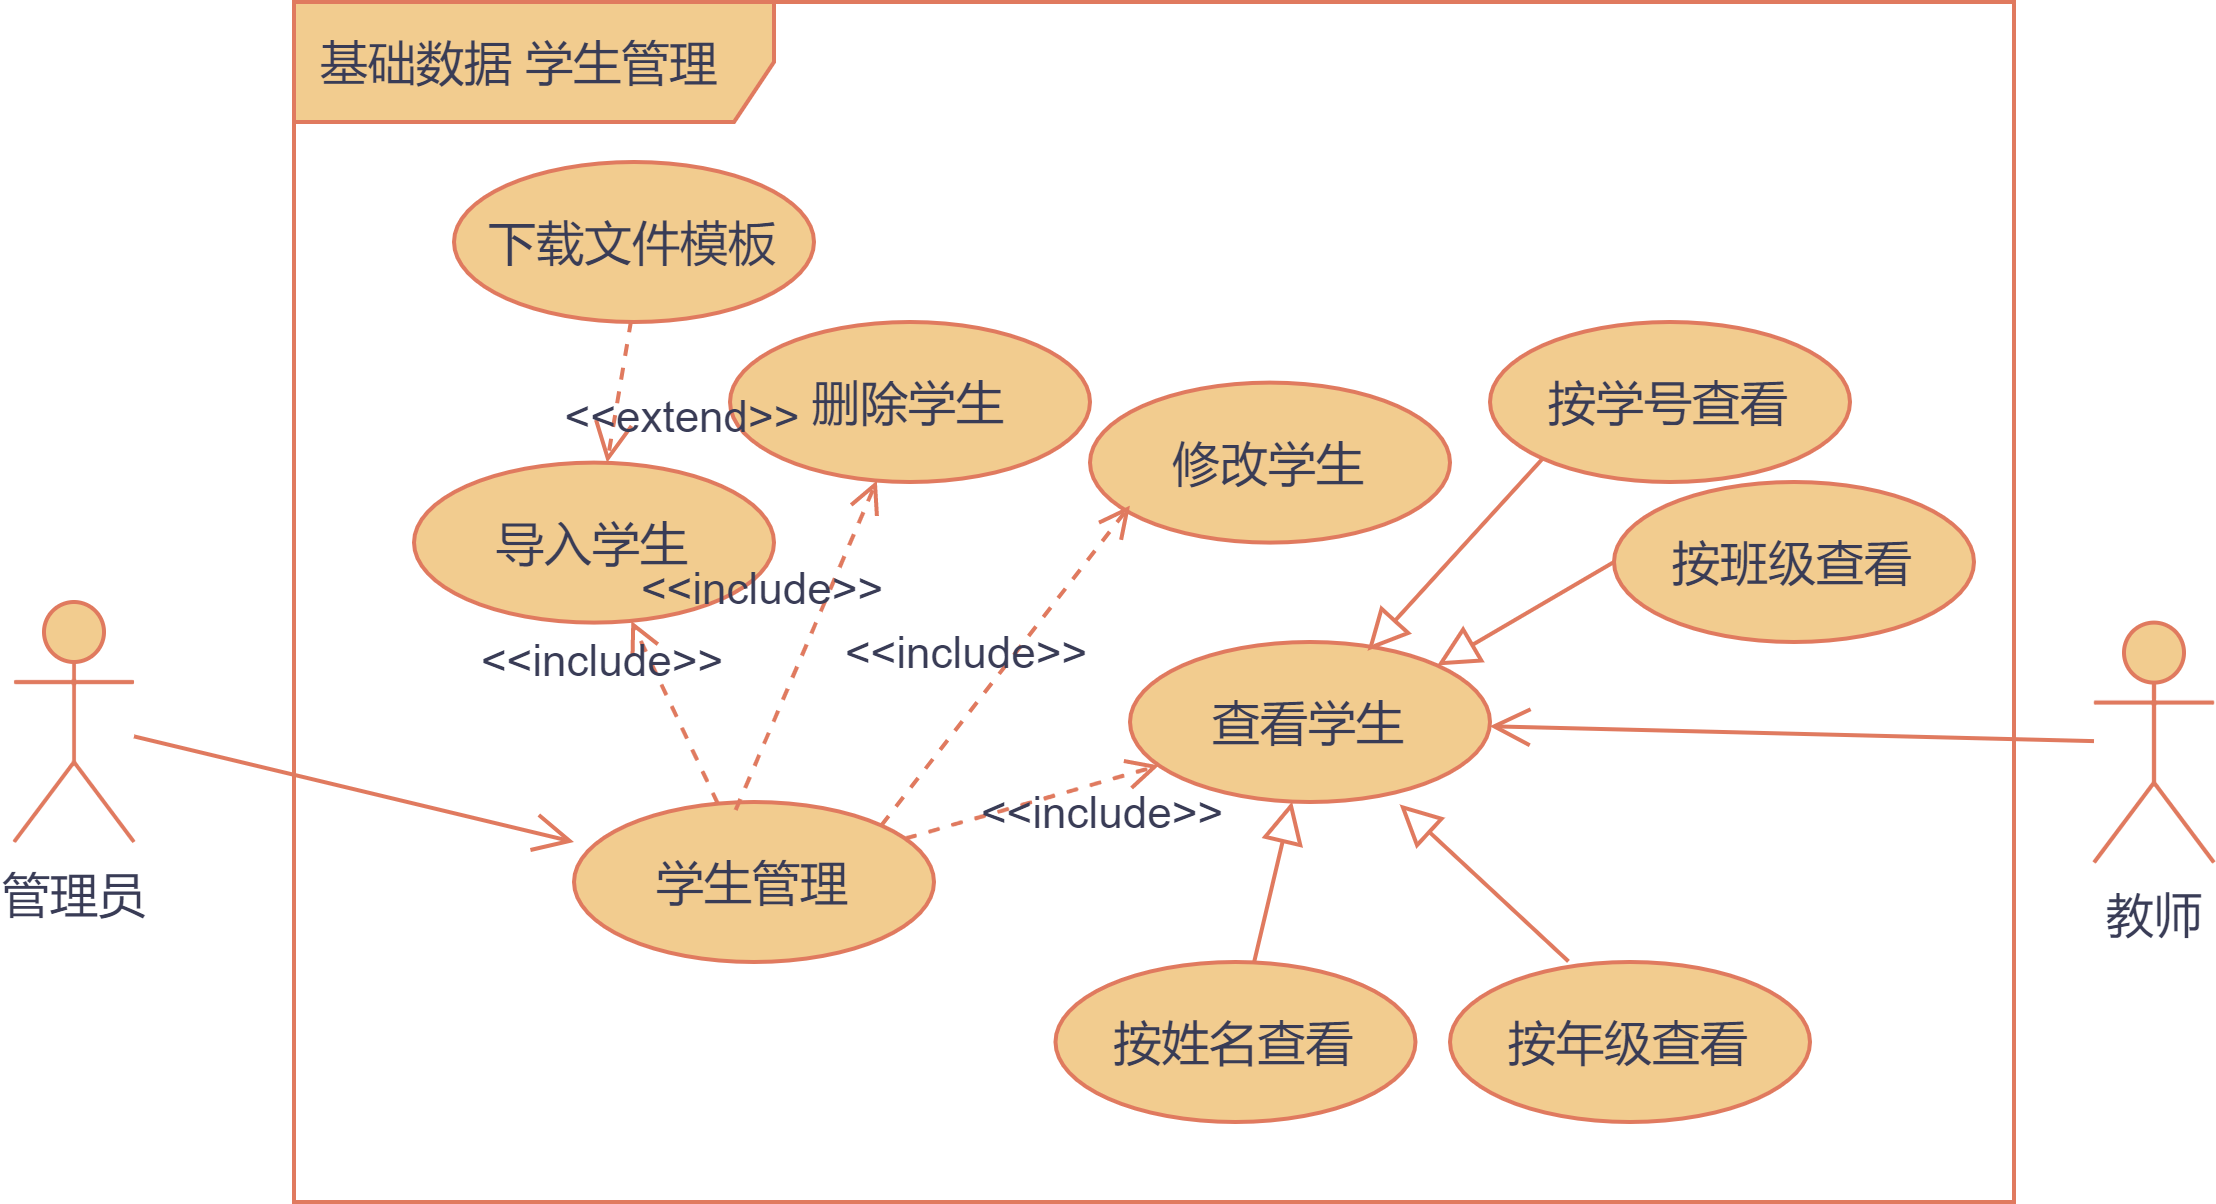 基础数据 学生管理
下载文件模板
<<extend>>
删除学生
修改学生
按学号查看
导入学生
按班级查看
<<include>>
<<include>>
<<include>>
查看学生
<<include>>
学生管理
管理员
教师
按姓名查看
按年级查看